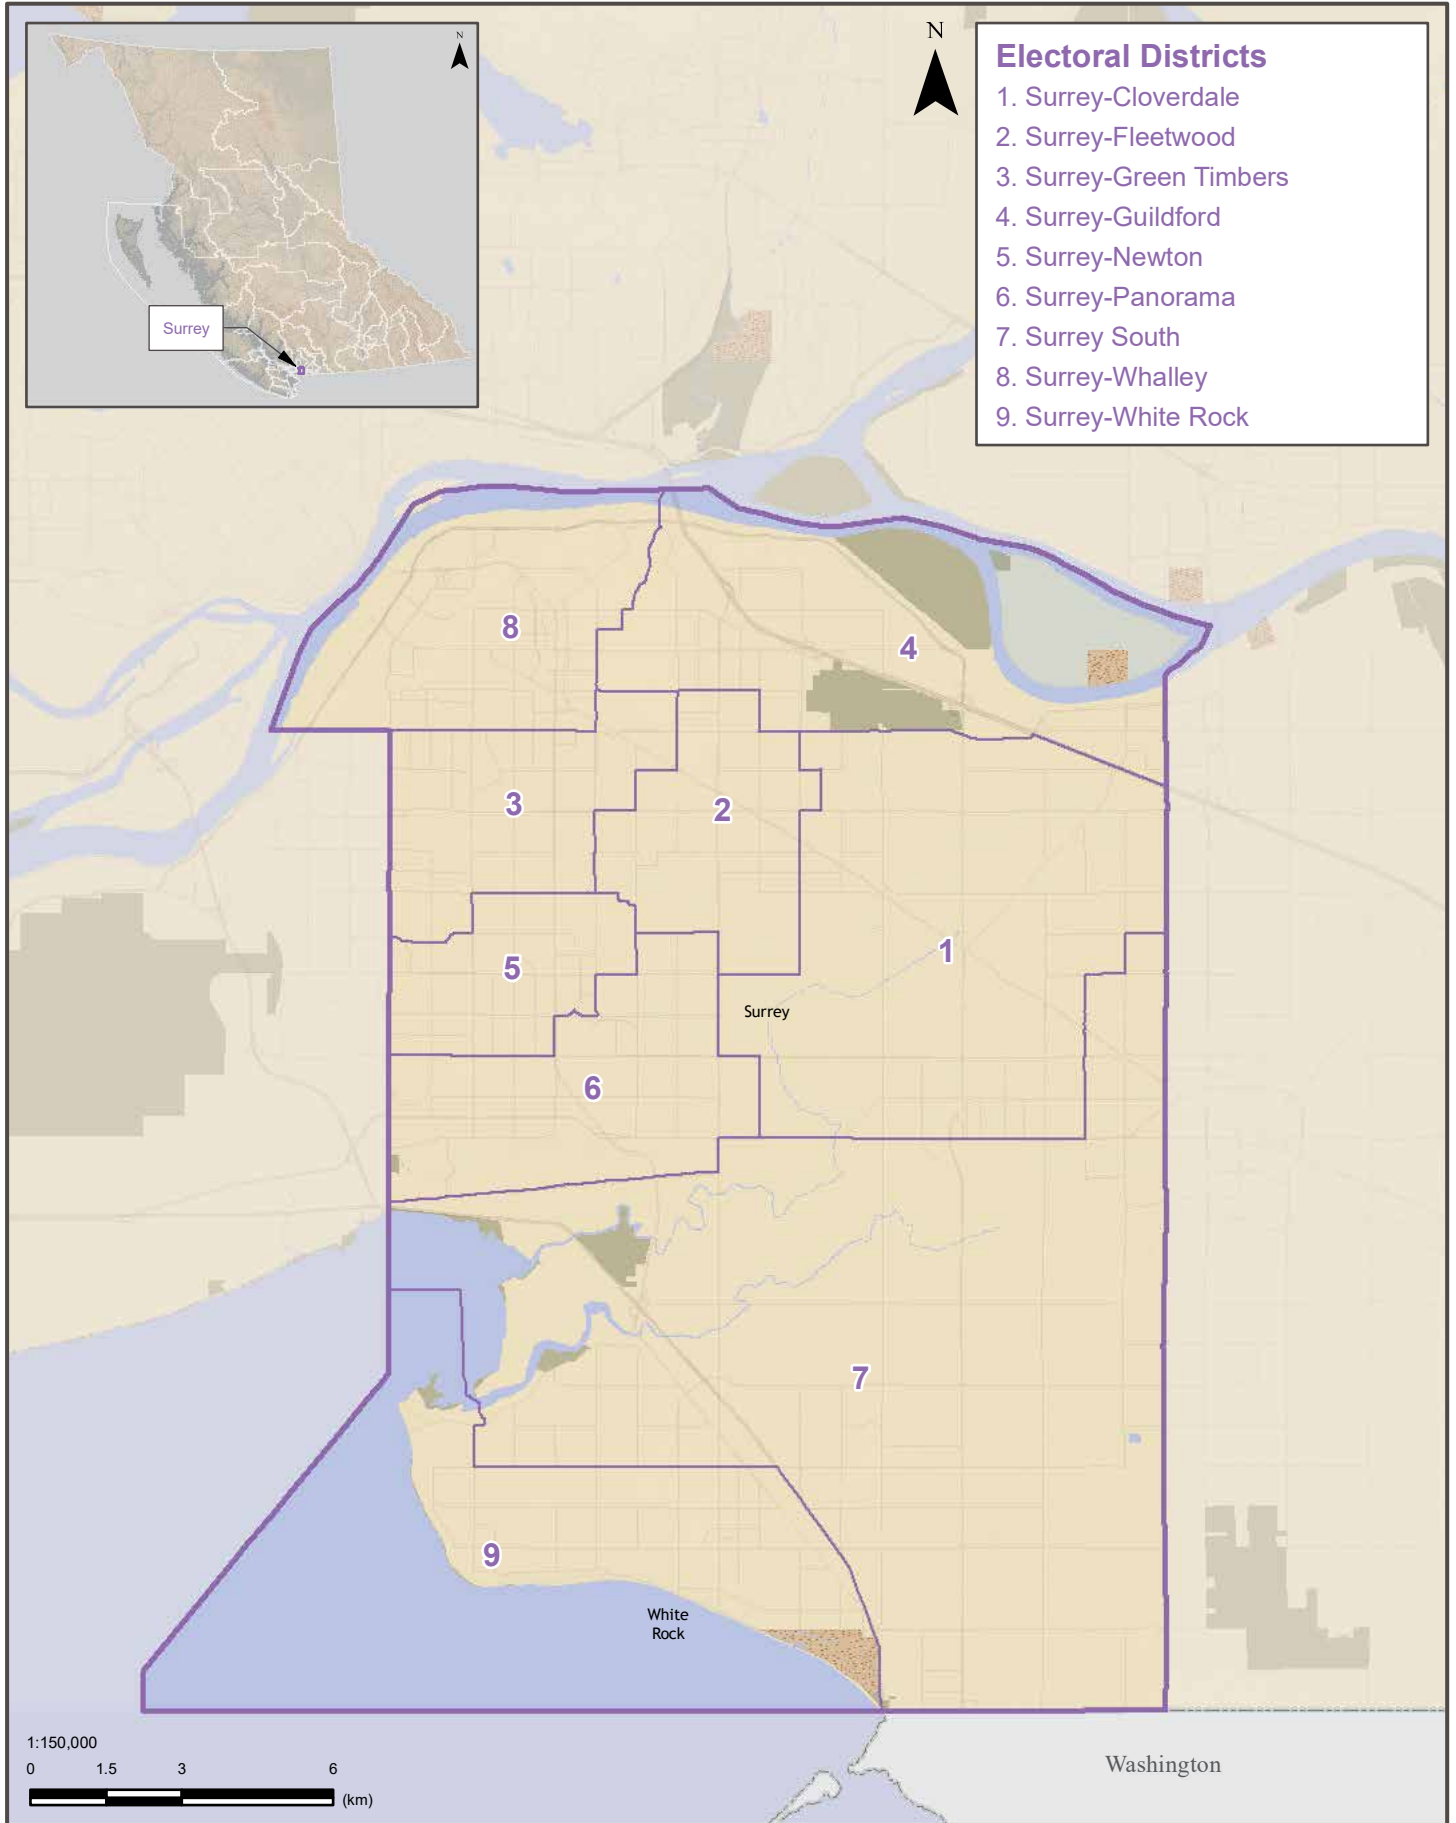 N
Surrey
N
Electoral Districts
1. Surrey-Cloverdale
2. Surrey-Fleetwood
3. Surrey-Green Timbers
4. Surrey-Guildford
5. Surrey-Newton
6. Surrey-Panorama
7. Surrey South
8. Surrey-Whalley
9. Surrey-White Rock
8
4
3
2
1
5
Surrey
6
7
9
White
Rock
1:150,000
0 1.5 3 6
(km)
Washington